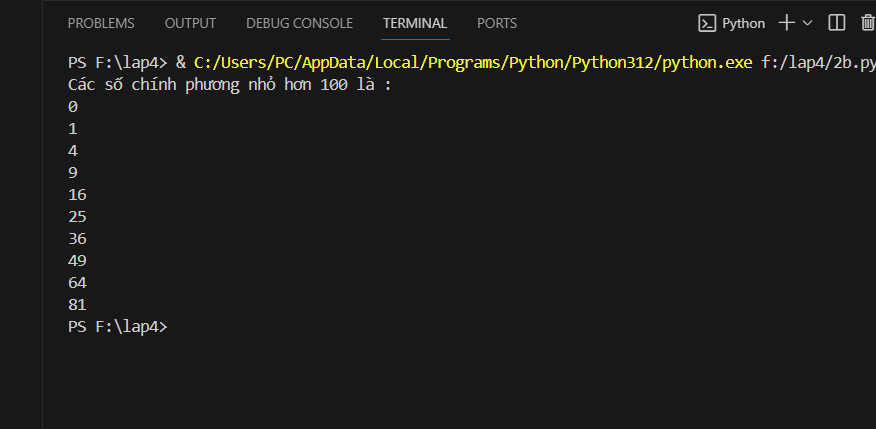 PROBLEMS OUTPUT DEBUG CONSOLE TERMINAL PORTS Python
PS F:\lap4> & C:/Users/PC/AppData/Local/Programs/Python/Python312/python.exe f:/lap4/2b.py
Các số chính phương nhỏ hơn 100 là :
0
1
4
9
16
25
36
49
64
81
PS F:\lap4>